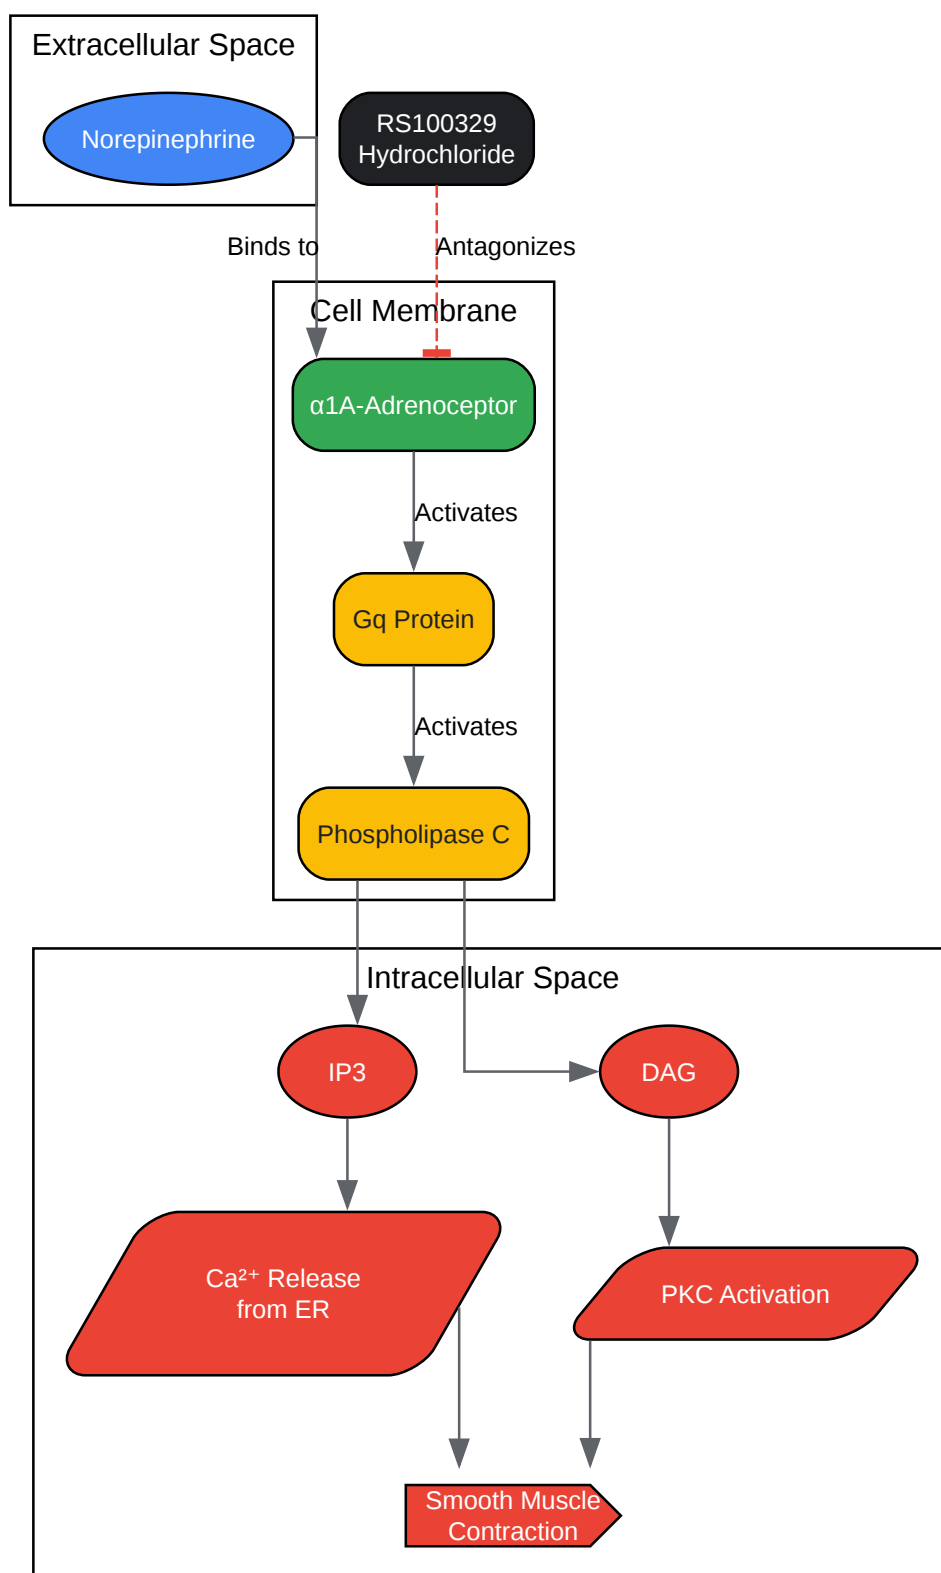 Extracellular Space
Norepinephrine
RS100329
Hydrochloride
Binds to
Antagonizes
Cell Membrane
α1A-Adrenoceptor
Activates
Gq Protein
Activates
Phospholipase C
Intracellular Space
IP3
DAG
Ca²⁺ Release
from ER
PKC Activation
Smooth Muscle
Contraction